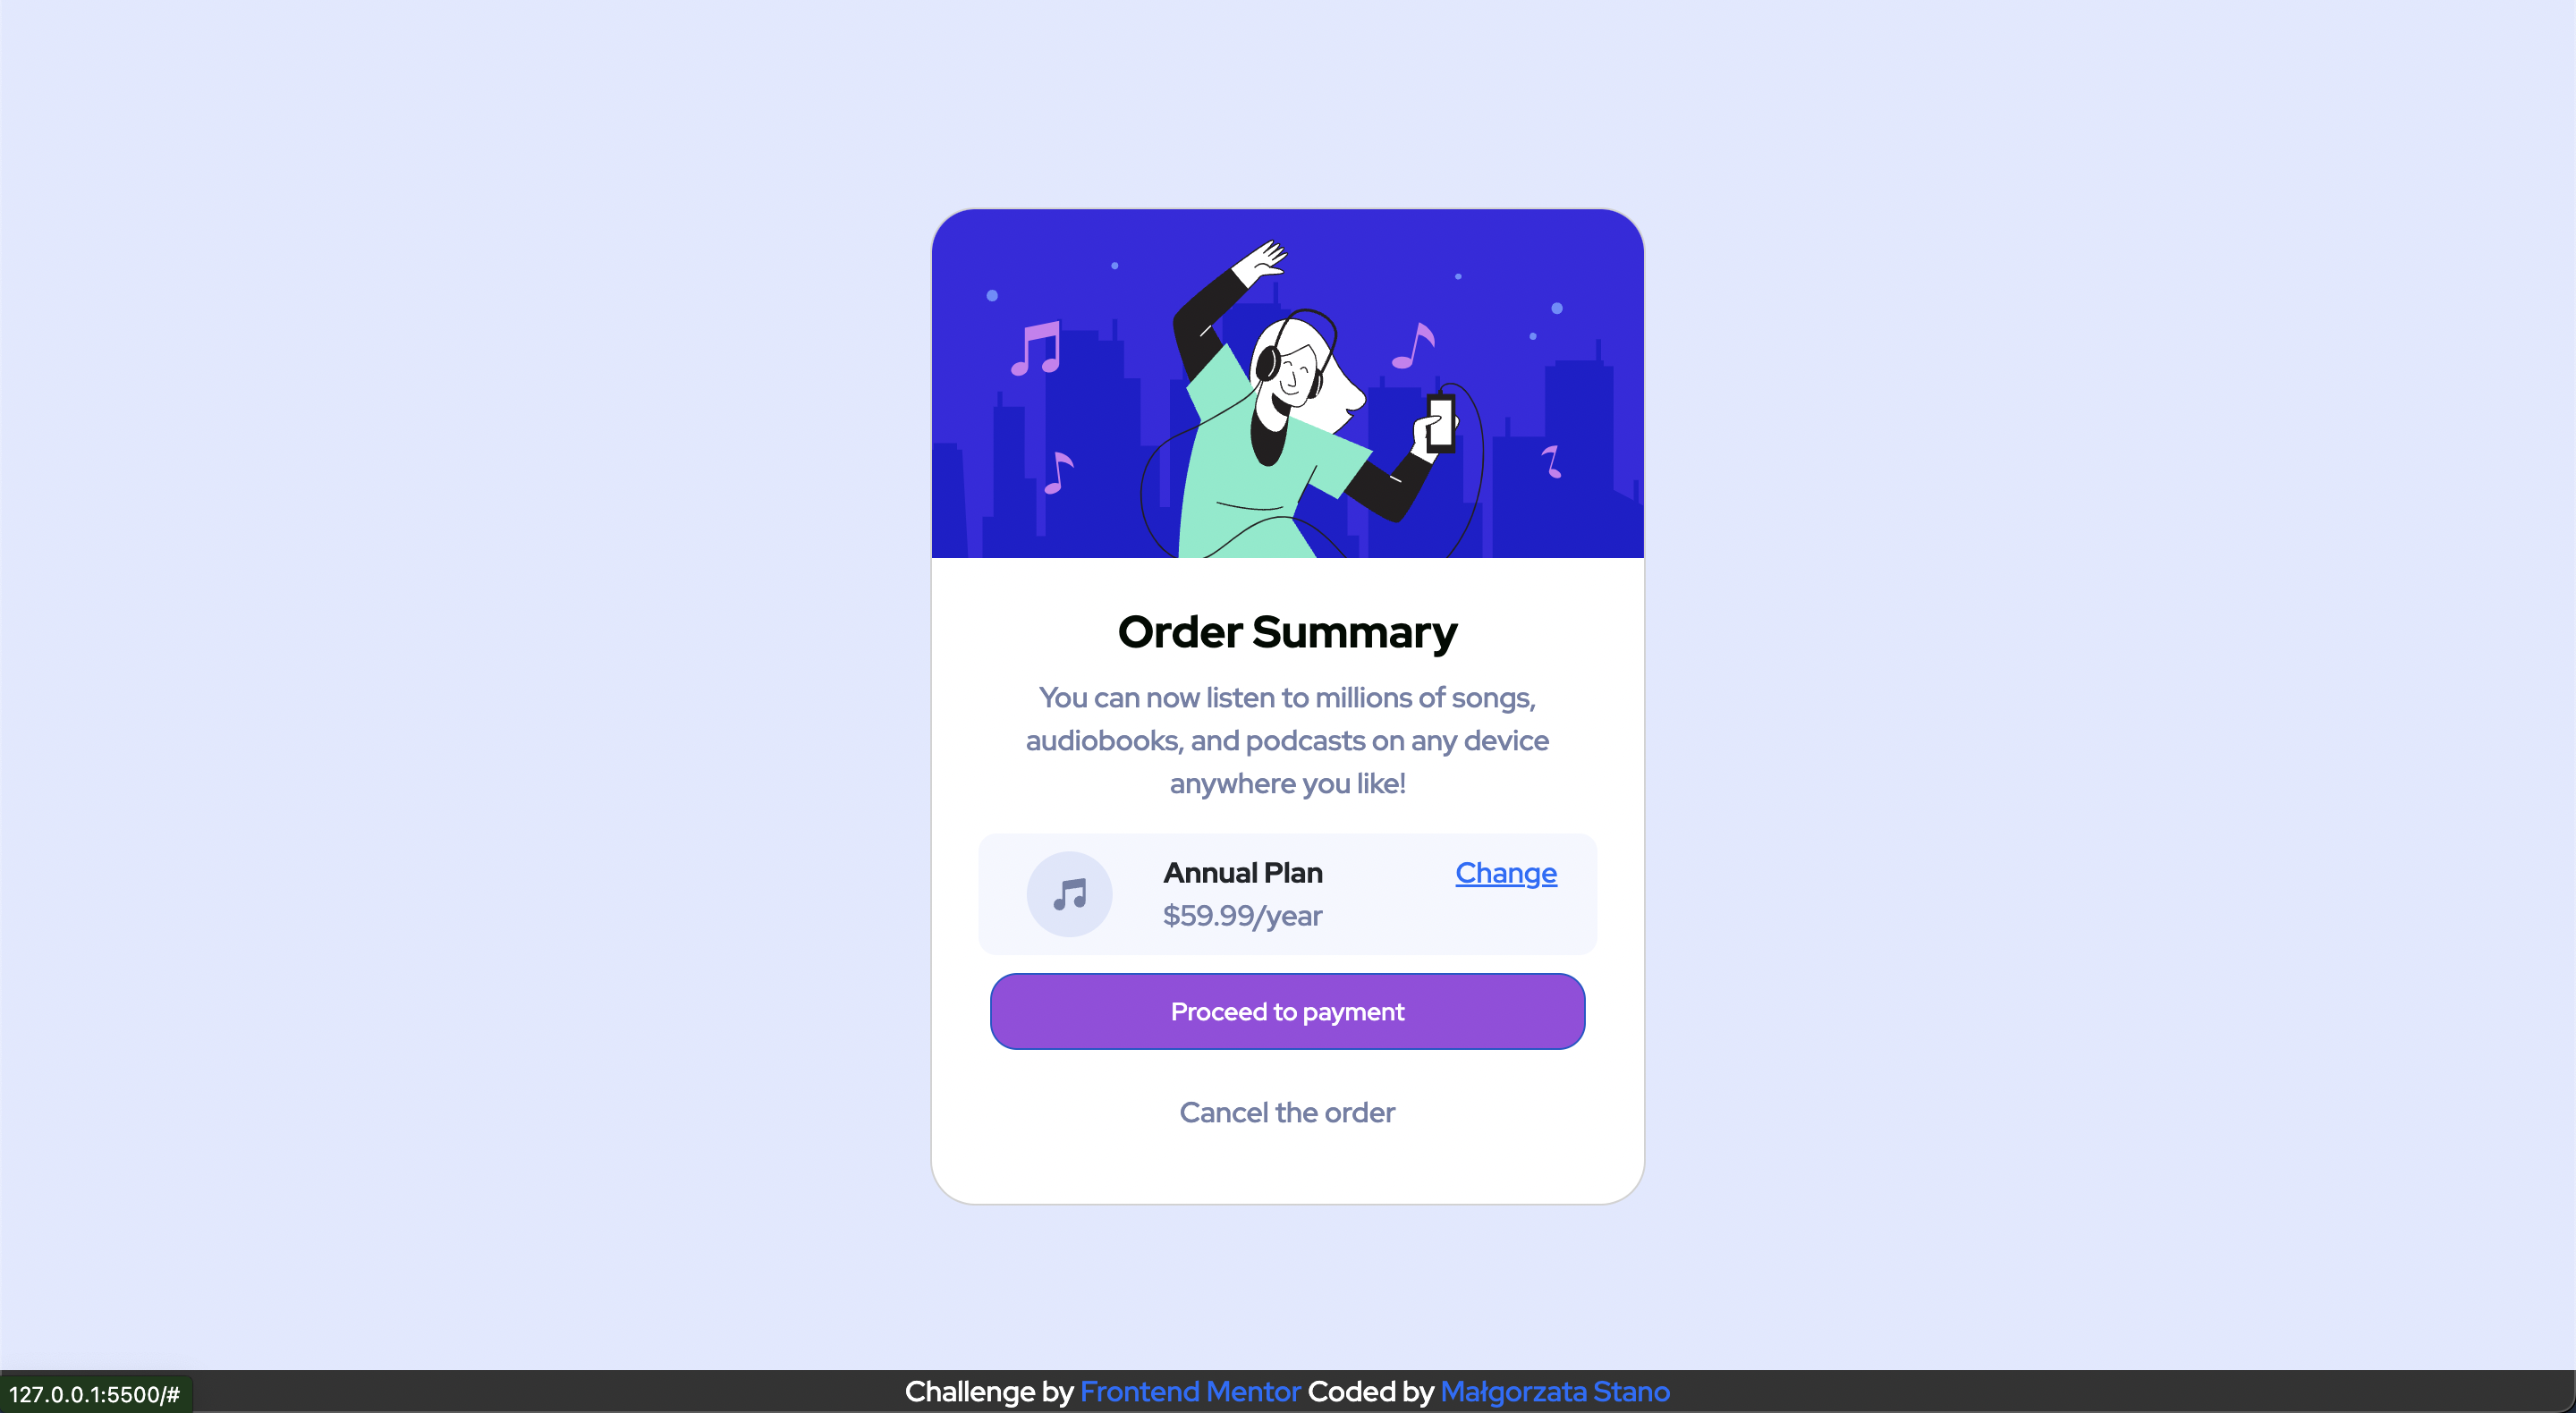 Order Summary
You can now listen to millions of songs,
audiobooks, and podcasts on any device
anywhere you like!
Annual Plan
Change
$59.99/year
Proceed to payment
Cancel the order
Challenge by Frontend Mentor Coded by Małgorzata Stano
127.0.0.1:5500/#